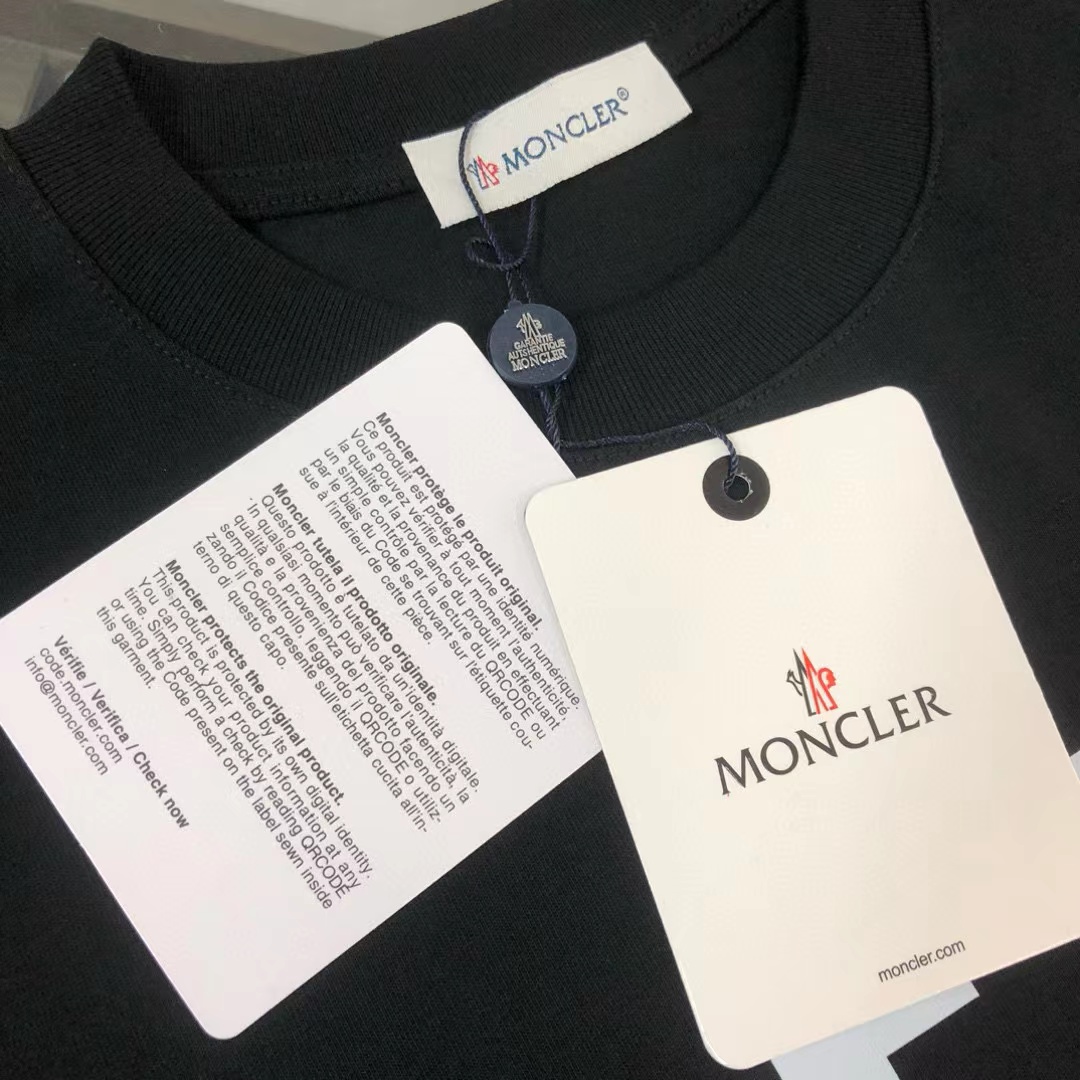 MONCLER®
GARANTIE
AUTSHENTIQUE
MONCLER
Moncler protège le produit original.
Ce produit est protégé par une identité numérique.
Vous pouvez vérifier à tout moment l'authenticité,
la qualité et la provenance du produit en effectuant
un simple contrôle par la lecture du QRCODE ou
par le biais du Code se trouvant sur l'étiquette cou-
sue à l'intérieur de cette pièce.
Moncler tutela il prodotto originale
Questo prodotto è tutelato da un'identità digitale.
In qualsiasi momento può verificare l'autenticità, la
qualità e la provenienza del prodotto facendo un
semplice controllo, leggendo il QRCODE o utiliz-
zando il Codice presente sull'etichetta cucita all'in-
terno di questo capo.
Moncler protects the original product.
This product is protected by its own digital identity.
You can check your product information at any
time. Simply perform a check by reading QRCODE
or using the Code present on the label sewn inside
this garment.
Vérifie / Verifica / Check now
code.moncler.com
info@moncler.com
MONCLER
moncler.com